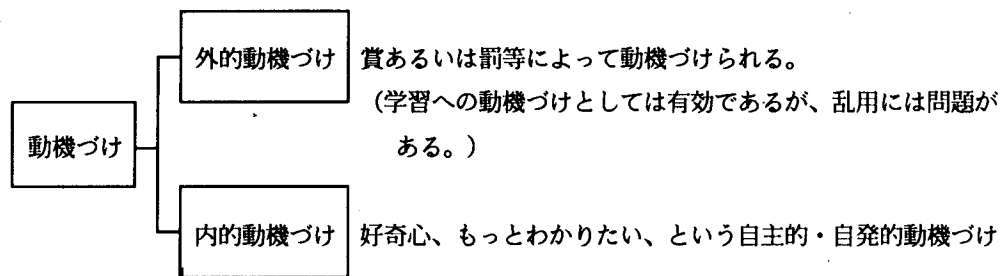 外的動機づけ 賞あるいは罰等によって動機づけられる。
（学習への動機づけとしては有効であるが、乱用には問題が
ある。）
動機づけ
内的動機づけ 好奇心、もっとわかりたい、という自主的・自発的動機づけ